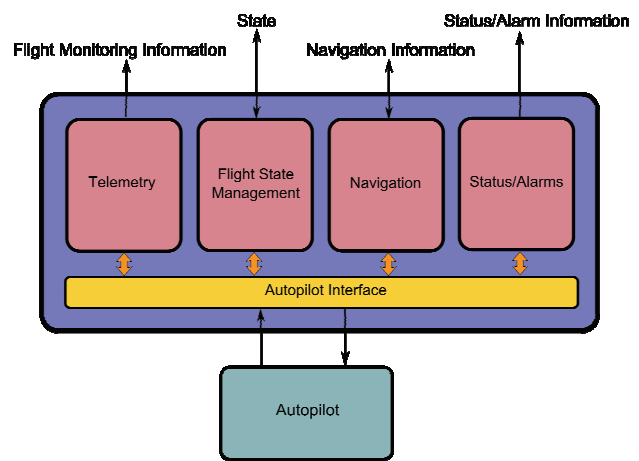 State
Status/Alarm Information
Flight Monitoring Information
Navigation Information
Telemetry
Flight State
Management
Navigation
Status/Alarms
Autopilot Interface
Autopilot